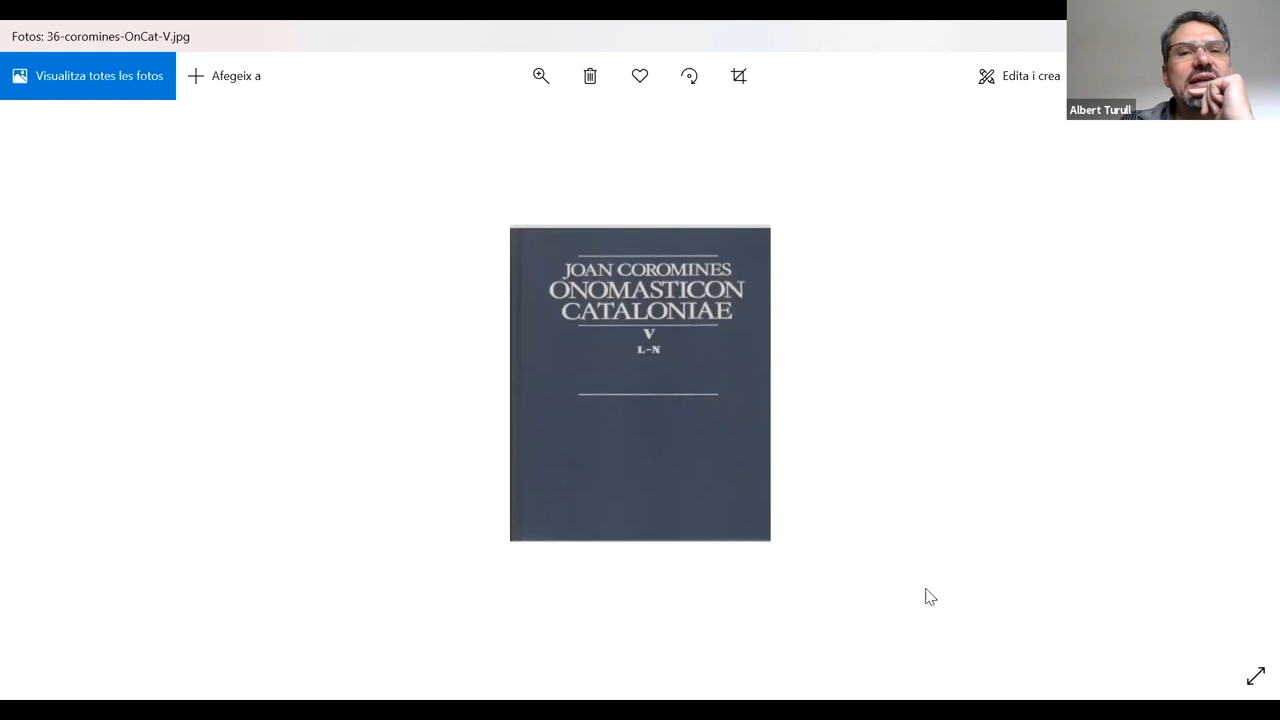 Fotos: 36-coromines-OnCat-V.jpg
Visualitza totes les fotos
Afegeix a
Edita i crea
Albert Turull
JOAN COROMINES
ONOMASTICON
CATALONIAE
V
L-N